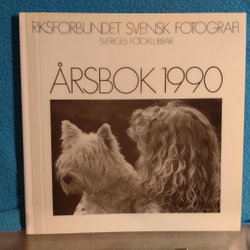 RIKSFÖRBUNDET SVENSK FOTOGRAFI
SVERIGES FOTOKLUBBAR
ÅRSBOK 1990